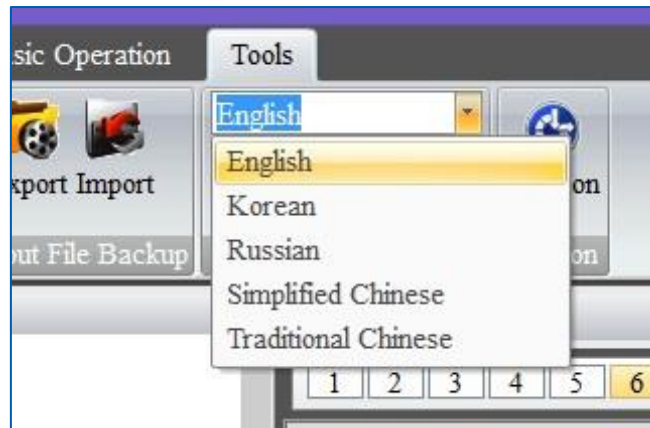 sic Operation Tools
English
xport Import
on
English
Korean
Russian
Simplified Chinese
Traditional Chinese
out File Backup
on
1 2 3 4 5 6